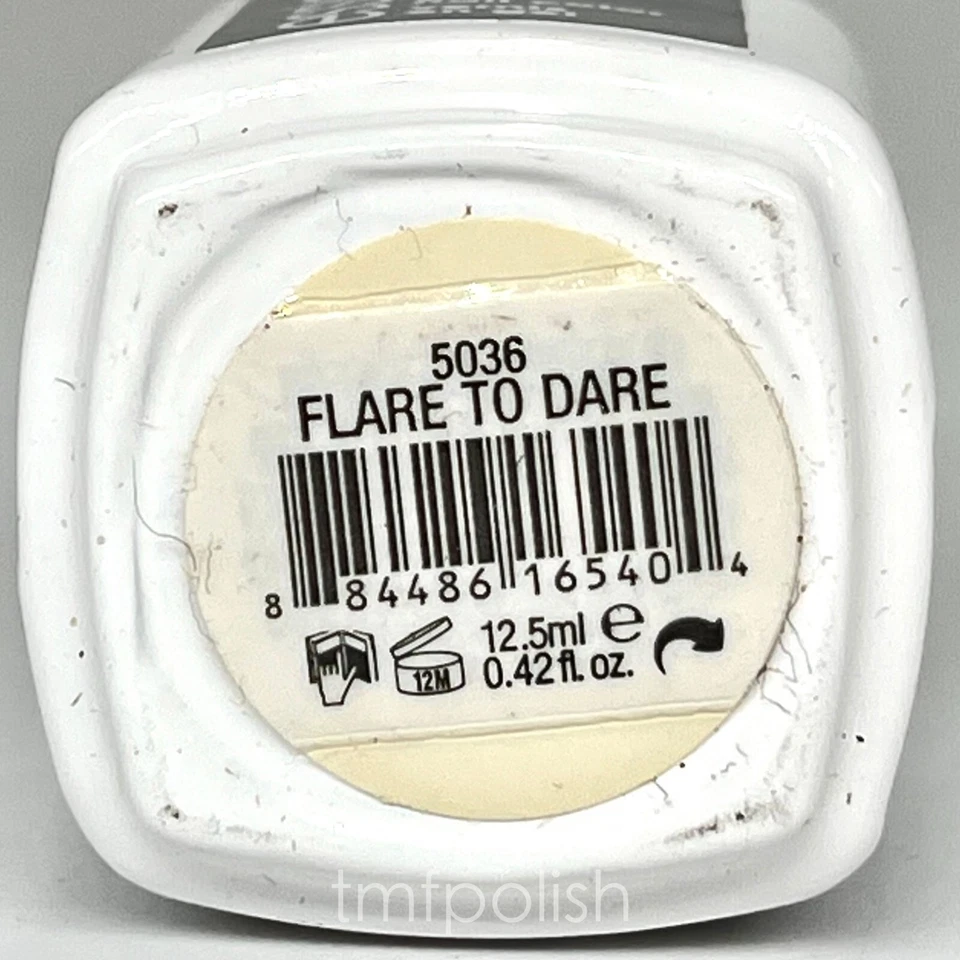 5036
FLARE TO DARE
8 84486 16540 4
12M
12.5ml e
0.42 fl. oz.
tmfpolish